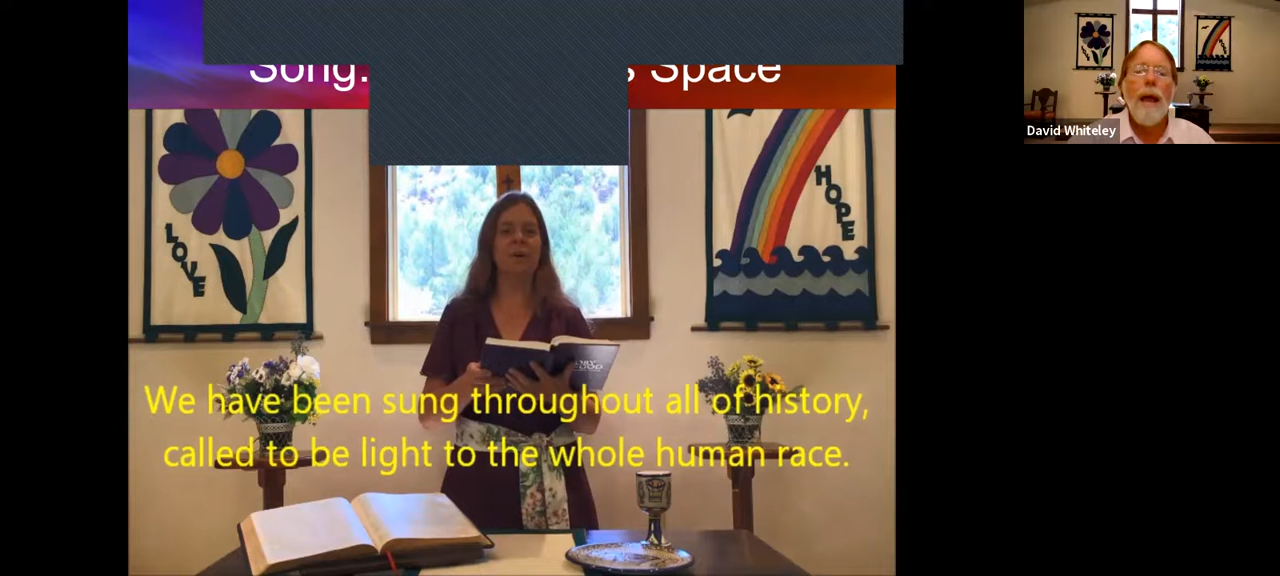 Song: s Space
David Whiteley
LOVE
HOPE
We have been sung throughout all of history,
called to be light to the whole human race.